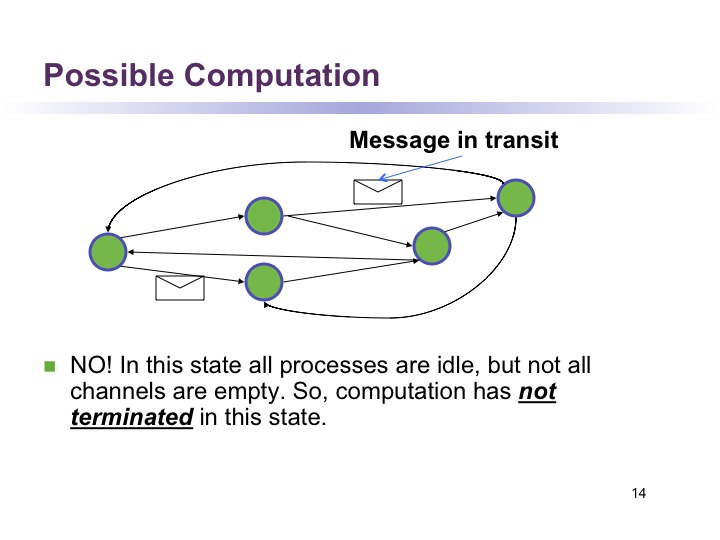 Possible Computation
Message in transit
NO! In this state all processes are idle, but not all
channels are empty. So, computation has not
terminated in this state.
14